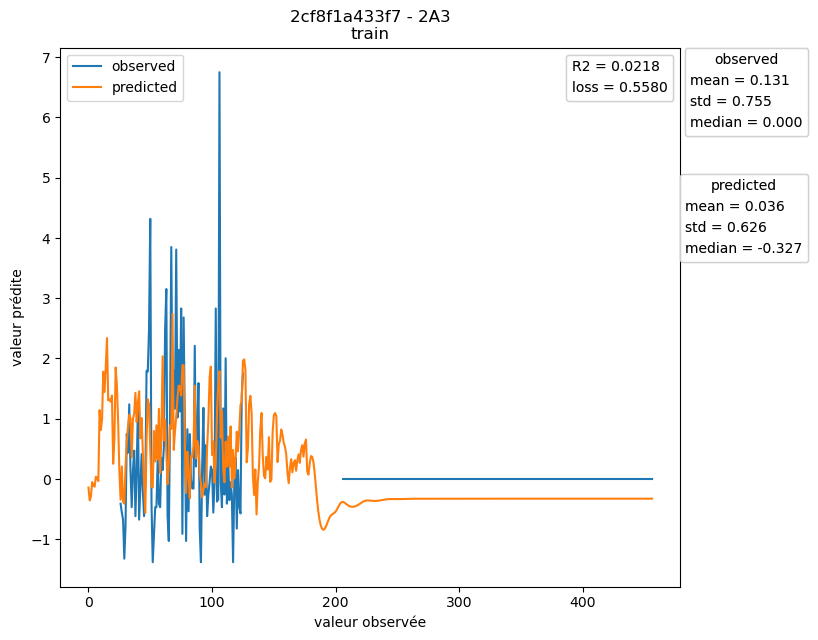 2cf8f1a433f7 - 2A3
train
observed
predicted
R2 = 0.0218
loss = 0.5580
observed
mean = 0.131
std = 0.755
median = 0.000
predicted
mean = 0.036
std = 0.626
median = -0.327
valeur prédite
7
6
5
4
3
2
1
0
−1
0
100
200
300
400
valeur observée